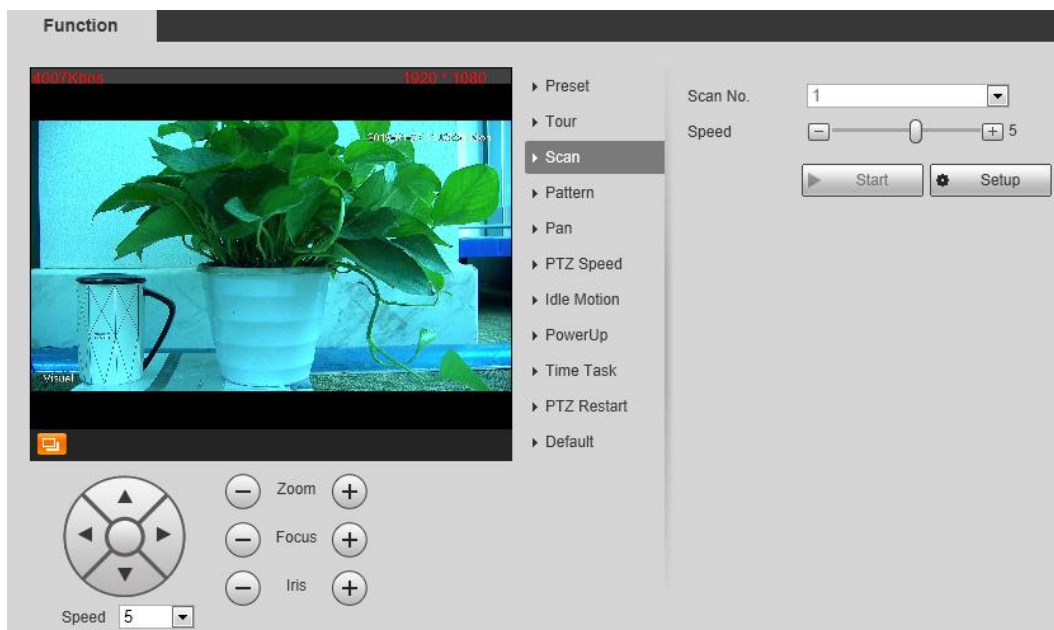 Function
4007Kbps
1920 * 1080
Visual
Preset
Tour
Scan
Pattern
Pan
PTZ Speed
Idle Motion
PowerUp
Time Task
PTZ Restart
Default
Scan No. 1
Speed 5
Start Setup
Zoom
Focus
Iris
Speed 5